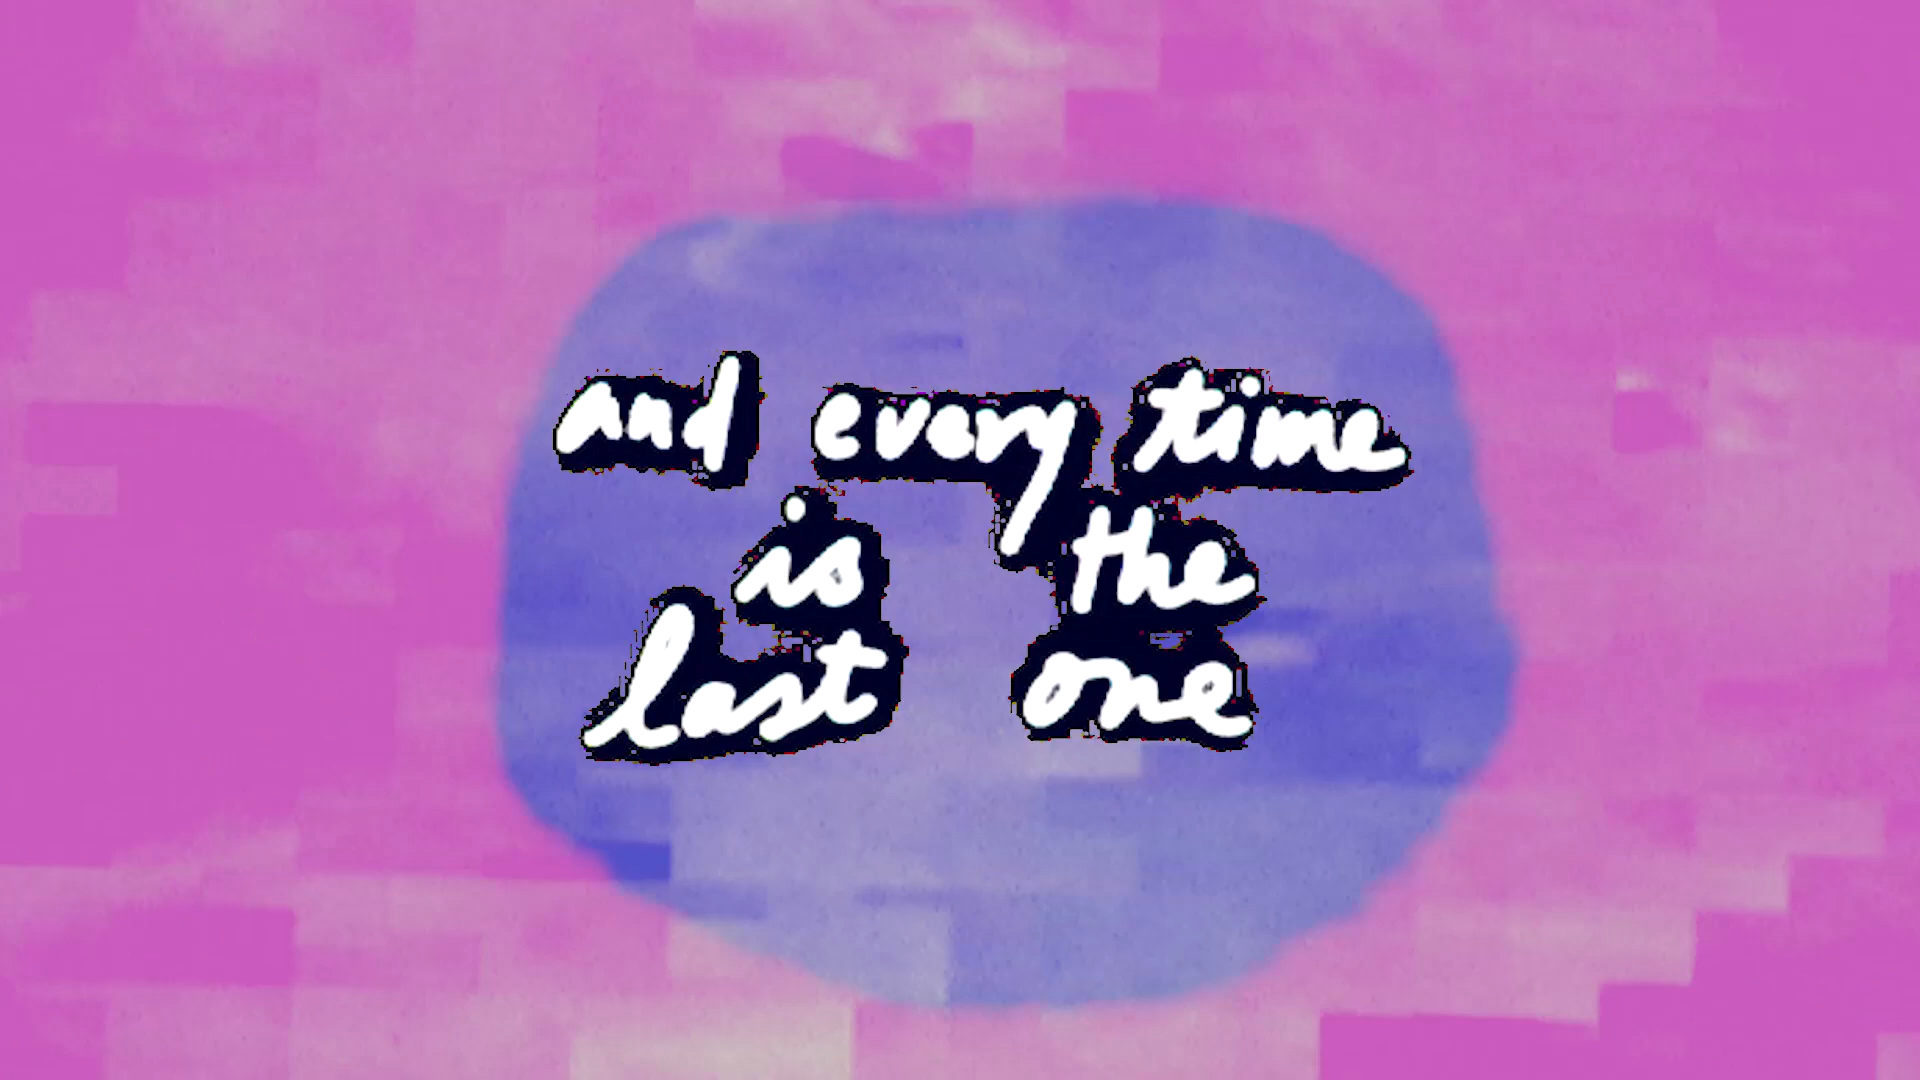 and every time
is the
last one